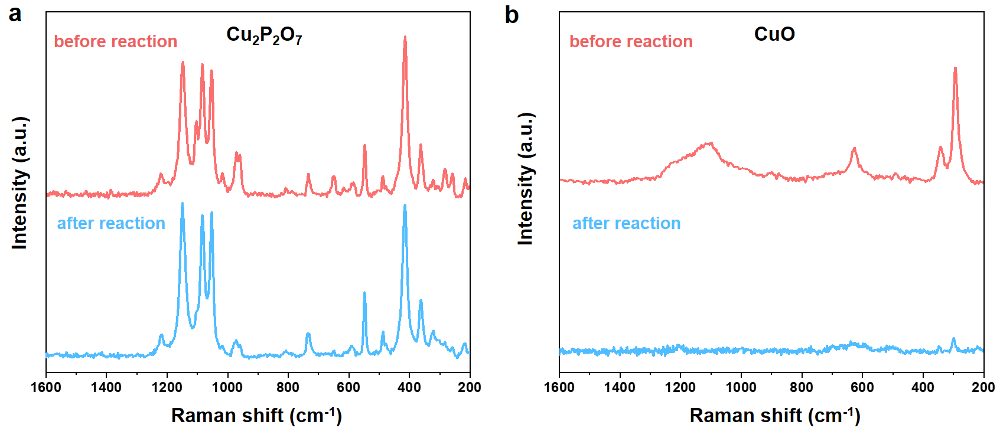 a
Cu₂P₂O₇
before reaction
after reaction
Intensity (a.u.)
1600 1400 1200 1000 800 600 400 200
Raman shift (cm⁻¹)
b
CuO
before reaction
after reaction
Intensity (a.u.)
1600 1400 1200 1000 800 600 400 200
Raman shift (cm⁻¹)